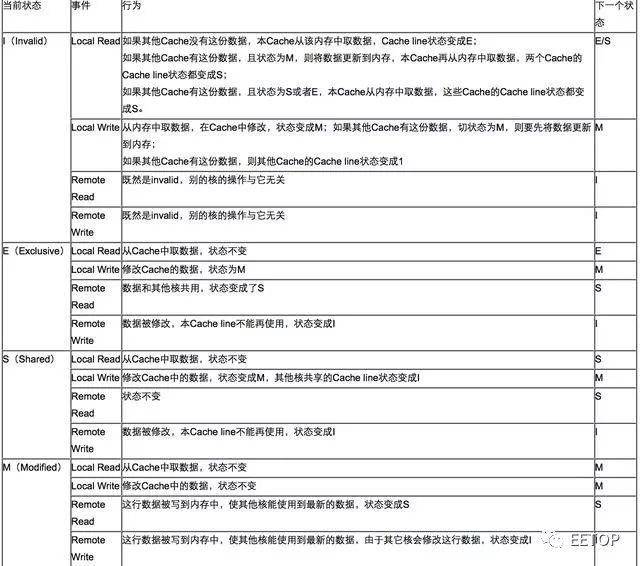 当前状态 事件 行为 下一个状态
I（Invalid） Local Read 如果其他Cache没有这份数据，本Cache从该内存中取数据，Cache line状态变成E； E/S
如果其他Cache有这份数据，且状态为M，则将数据更新到内存，本Cache再从内存中取数据，两个Cache的
Cache line状态都变成S；
如果其他Cache有这份数据，且状态为S或者E，本Cache从内存中取数据，这些Cache的Cache line状态都变
成S。
Local Write 从内存中取数据，在Cache中修改，状态变成M；如果其他Cache有这份数据，切状态为M，则要先将数据更新 M
到内存；
如果其他Cache有这份数据，则其他Cache的Cache line状态变成1
Remote Read 既然是invalid，别的核的操作与它无关 I
Remote Write 既然是invalid，别的核的操作与它无关 I
E（Exclusive） Local Read 从Cache中取数据，状态不变 E
Local Write 修改Cache的数据，状态为M M
Remote Read 数据和其他核共用，状态变成了S S
Remote Write 数据被修改，本Cache line不能再使用，状态变成I I
S（Shared） Local Read 从Cache中取数据，状态不变 S
Local Write 修改Cache中的数据，状态变成M，其他核共享的Cache line状态变成I M
Remote Read 状态不变 S
Remote Write 数据被修改，本Cache line不能再使用，状态变成I I
M（Modified） Local Read 从Cache中取数据，状态不变 M
Local Write 修改Cache中的数据，状态不变 M
Remote Read 这行数据被写到内存中，使其他核能使用到最新的数据，状态变成S S
Remote Write 这行数据被写到内存中，使其他核能使用到最新的数据，由于其它核会修改这行数据，状态变成I
EETOP